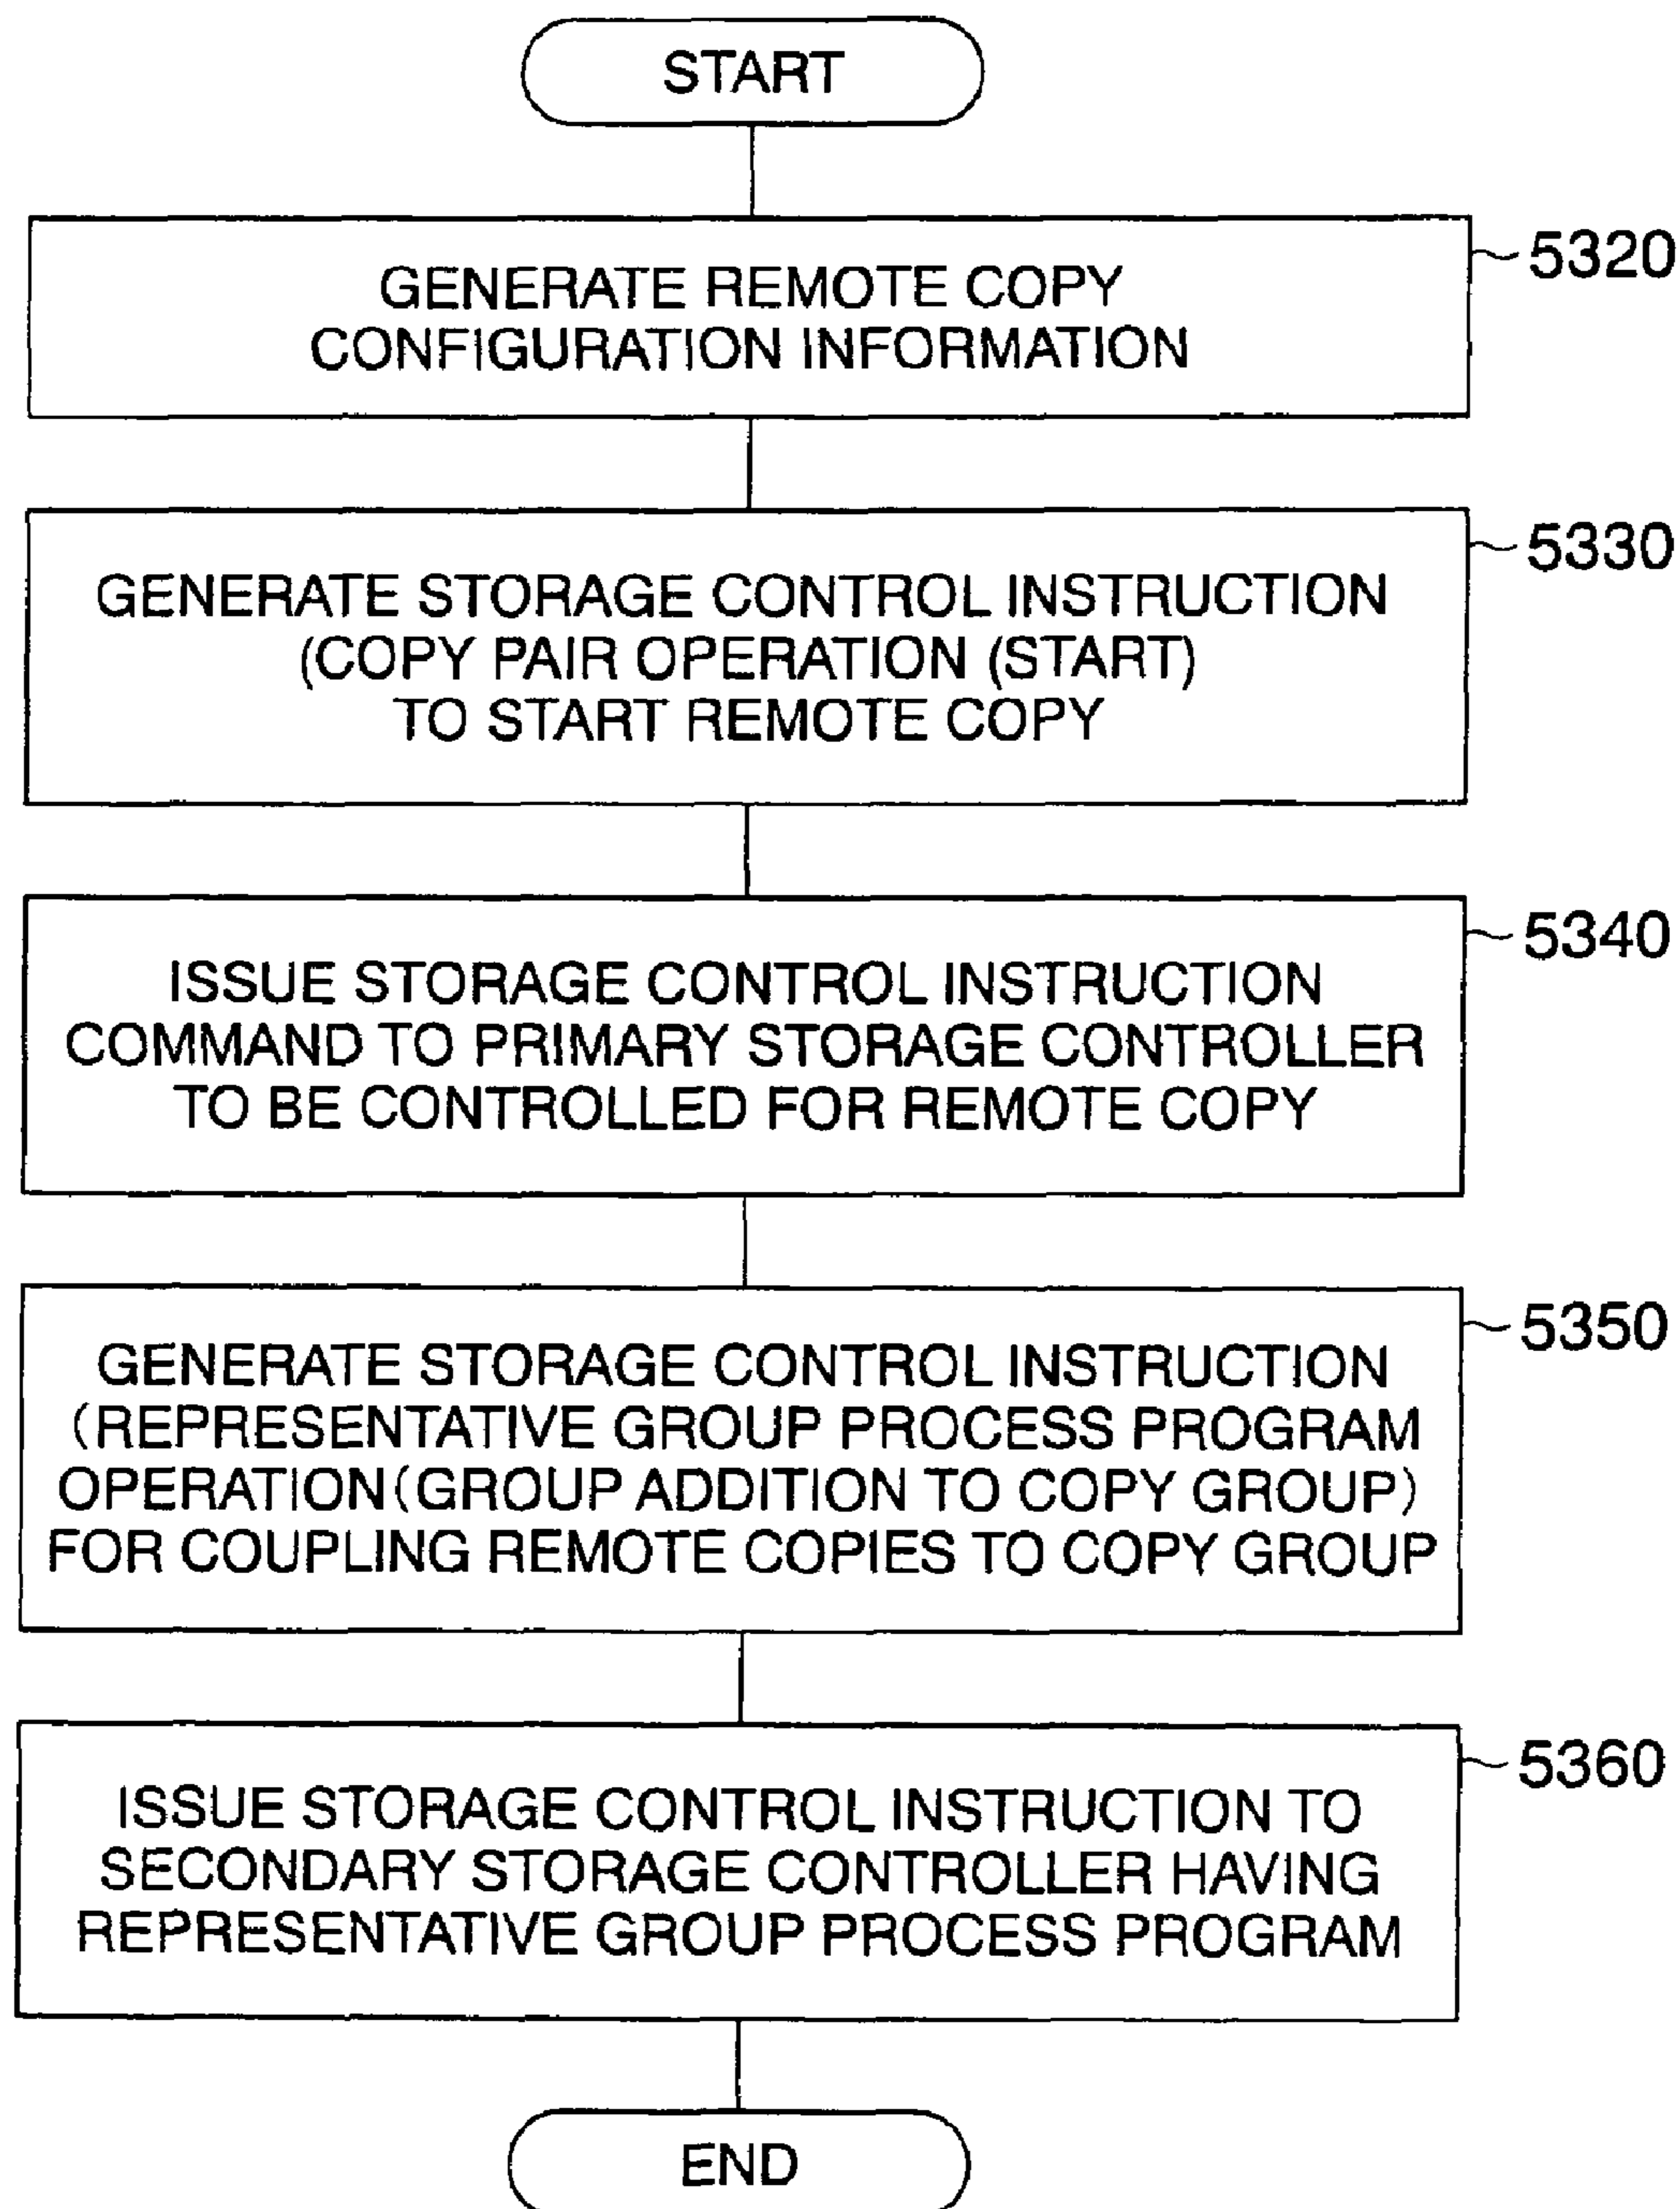 START
GENERATE REMOTE COPY
CONFIGURATION INFORMATION
5320
GENERATE STORAGE CONTROL INSTRUCTION
(COPY PAIR OPERATION (START)
TO START REMOTE COPY
5330
ISSUE STORAGE CONTROL INSTRUCTION
COMMAND TO PRIMARY STORAGE CONTROLLER
TO BE CONTROLLED FOR REMOTE COPY
5340
GENERATE STORAGE CONTROL INSTRUCTION
(REPRESENTATIVE GROUP PROCESS PROGRAM
OPERATION(GROUP ADDITION TO COPY GROUP)
FOR COUPLING REMOTE COPIES TO COPY GROUP
5350
ISSUE STORAGE CONTROL INSTRUCTION TO
SECONDARY STORAGE CONTROLLER HAVING
REPRESENTATIVE GROUP PROCESS PROGRAM
5360
END